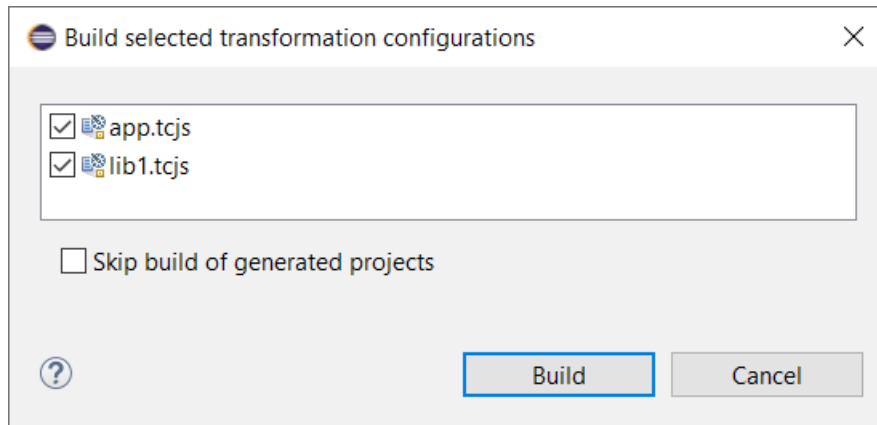 Build selected transformation configurations
app.tcjs
lib1.tcjs
Skip build of generated projects
?
Build
Cancel